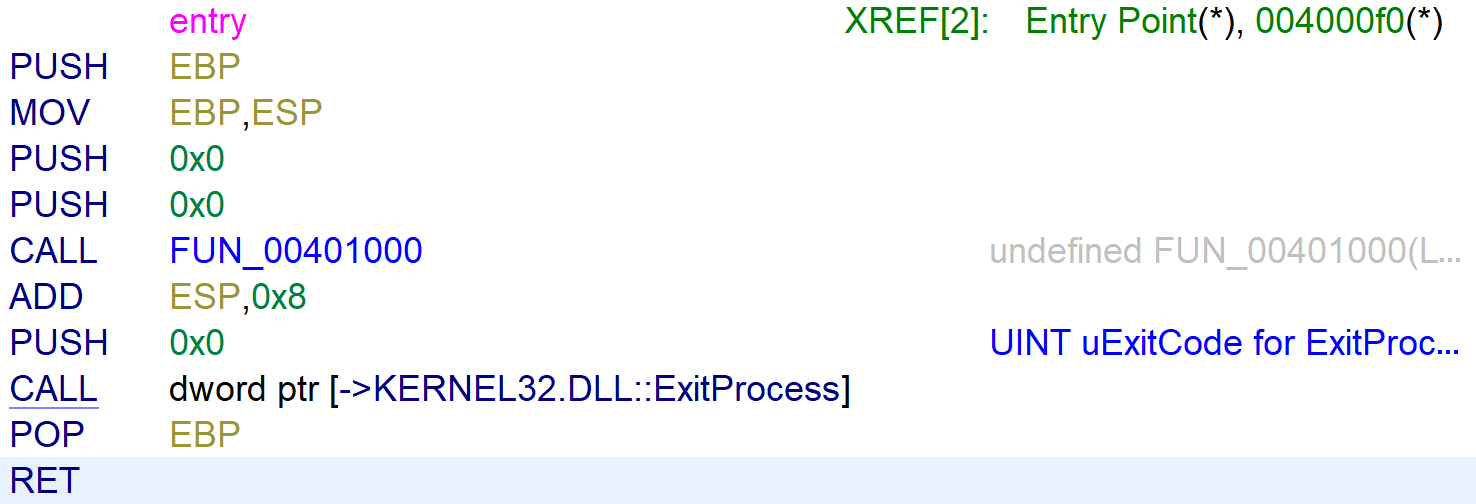 entry XREF[2]: Entry Point(*), 004000f0(*)
PUSH EBP
MOV EBP,ESP
PUSH 0x0
PUSH 0x0
CALL FUN_00401000 undefined FUN_00401000(L...
ADD ESP,0x8
PUSH 0x0 UINT uExitCode for ExitProc...
CALL dword ptr [->KERNEL32.DLL::ExitProcess]
POP EBP
RET